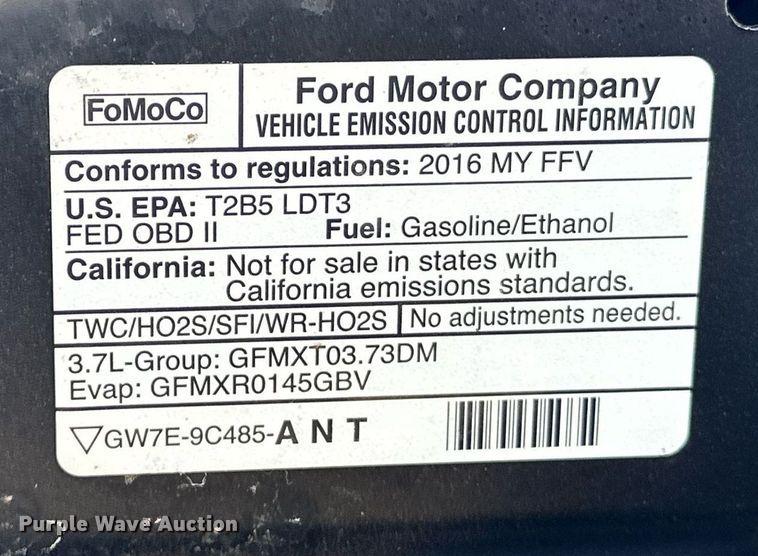 FoMoCo
Ford Motor Company
VEHICLE EMISSION CONTROL INFORMATION
Conforms to regulations: 2016 MY FFV
U.S. EPA: T2B5 LDT3
FED OBD II Fuel: Gasoline/Ethanol
California: Not for sale in states with
California emissions standards.
TWC/HO2S/SFI/WR-HO2S No adjustments needed.
3.7L-Group: GFMXT03.73DM
Evap: GFMXR0145GBV
GW7E-9C485-A N T
Purple Wave Auction